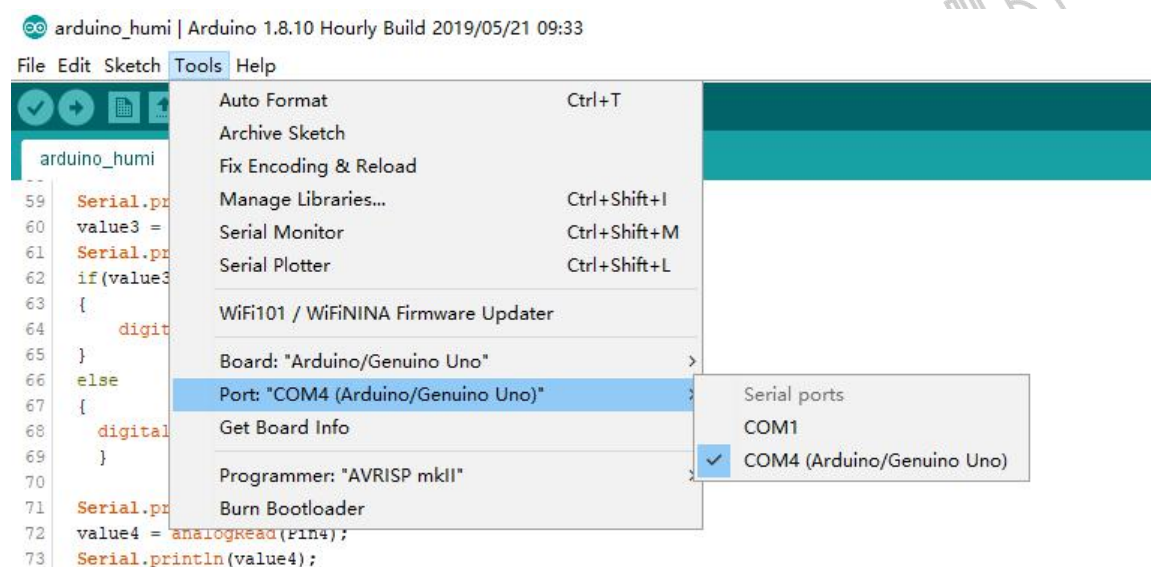 arduino_humi | Arduino 1.8.10 Hourly Build 2019/05/21 09:33
File Edit Sketch Tools Help
Auto Format Ctrl+T
Archive Sketch
Fix Encoding & Reload
Manage Libraries... Ctrl+Shift+I
Serial Monitor Ctrl+Shift+M
Serial Plotter Ctrl+Shift+L
WiFi101 / WiFiNINA Firmware Updater
Board: "Arduino/Genuino Uno"
Port: "COM4 (Arduino/Genuino Uno)"
Get Board Info
Programmer: "AVRISP mkII"
Burn Bootloader
Serial ports
COM1
COM4 (Arduino/Genuino Uno)
arduino_humi
59 Serial.pr
60 value3 =
61 Serial.pr
62 if(value3
63 {
64 digit
65 }
66 else
67 {
68 digital
69 }
70
71 Serial.pr
72 value4 = analogRead(Pin4);
73 Serial.println(value4);